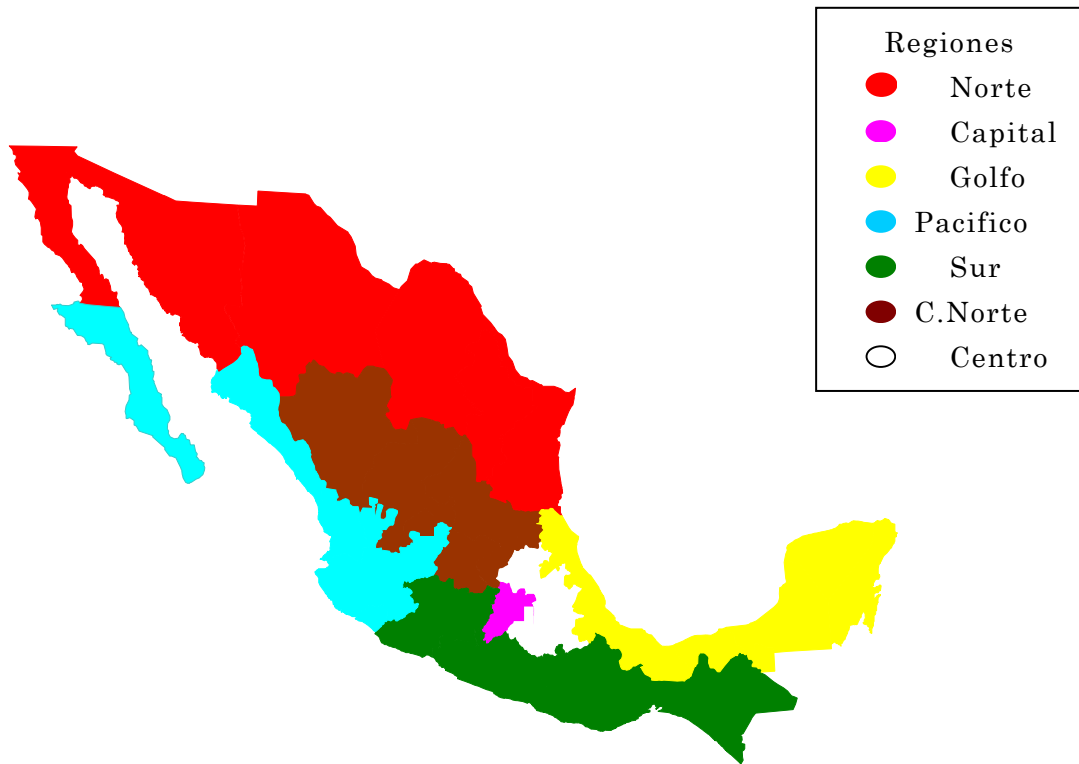 Regiones
Norte
Capital
Golfo
Pacifico
Sur
C.Norte
Centro